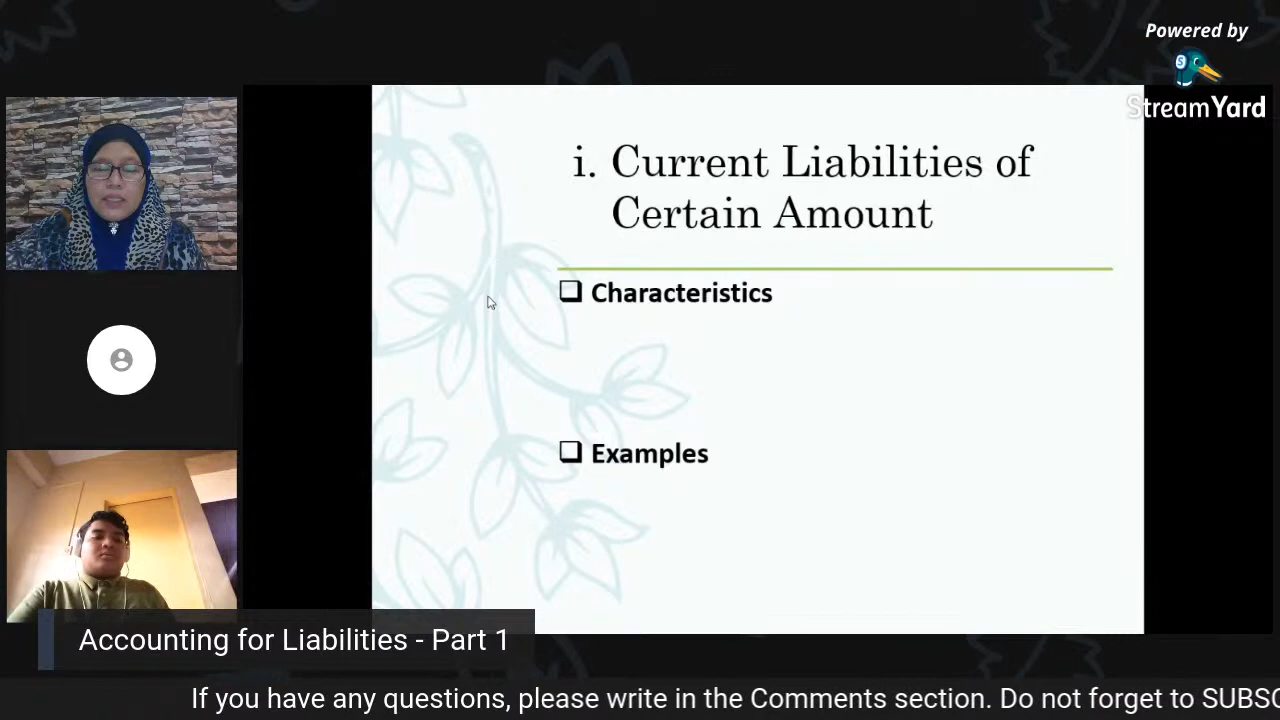 Powered by
StreamYard
i. Current Liabilities of
Certain Amount
❑ Characteristics
❑ Examples
Accounting for Liabilities - Part 1
If you have any questions, please write in the Comments section. Do not forget to SUBSC